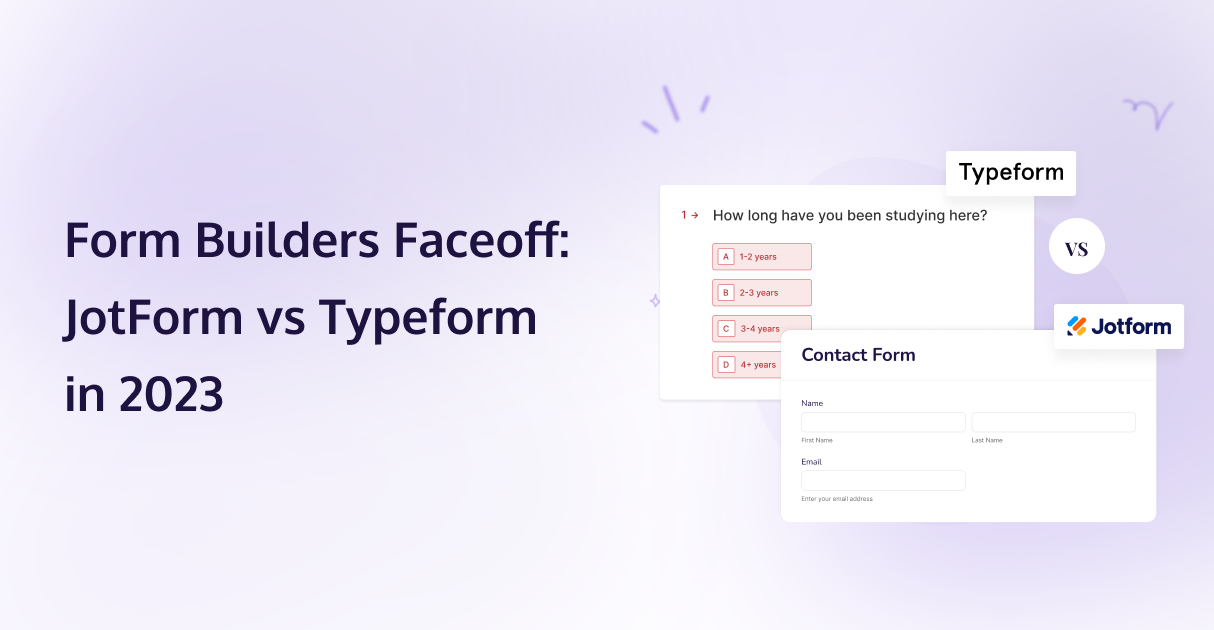 Form Builders Faceoff:
JotForm vs Typeform
in 2023
Typeform
VS
Jotform
1 → How long have you been studying here?
A 1-2 years
B 2-3 years
C 3-4 years
D 4+ years
Contact Form
Name
First Name Last Name
Email
Enter your email address